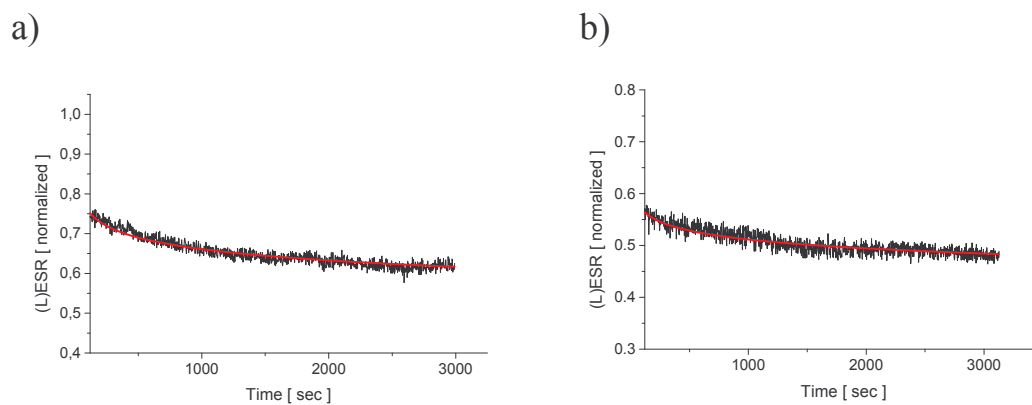 a)
1,0
0,9
0,8
0,7
0,6
0,5
0,4
(L)ESR [ normalized ]
1000 2000 3000
Time [ sec ]
b)
0.8
0.7
0.6
0.5
0.4
0.3
(L)ESR [ normalized ]
1000 2000 3000
Time [ sec ]